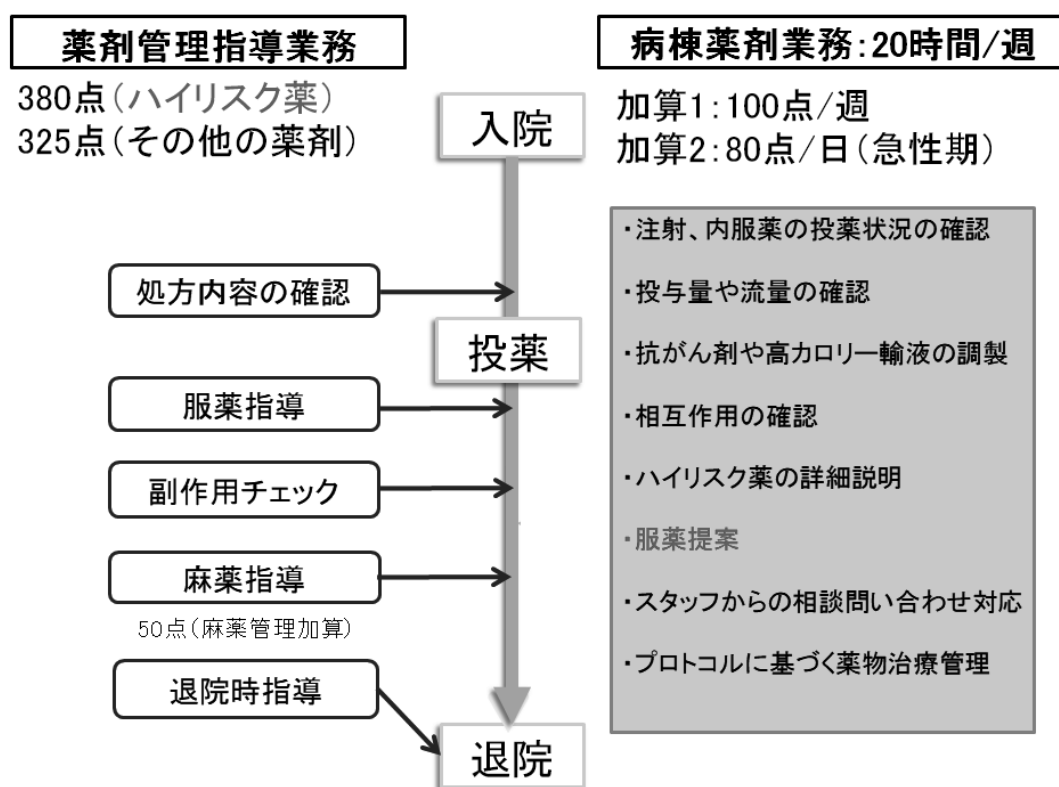 薬剤管理指導業務
380点(ハイリスク薬)
325点(その他の薬剤)
入院
処方内容の確認
投薬
服薬指導
副作用チェック
麻薬指導
50点(麻薬管理加算)
退院時指導
退院
病棟薬剤業務:20時間/週
加算1:100点/週
加算2:80点/日(急性期)
・注射、内服薬の投薬状況の確認
・投与量や流量の確認
・抗がん剤や高カロリー輸液の調製
・相互作用の確認
・ハイリスク薬の詳細説明
・服薬提案
・スタッフからの相談問い合わせ対応
・プロトコルに基づく薬物治療管理